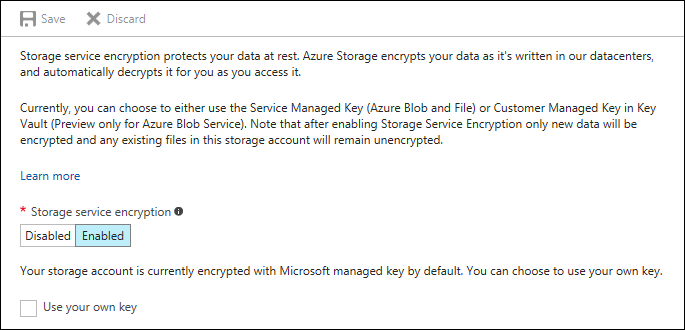 Save Discard
Storage service encryption protects your data at rest. Azure Storage encrypts your data as it's written in our datacenters,
and automatically decrypts it for you as you access it.
Currently, you can choose to either use the Service Managed Key (Azure Blob and File) or Customer Managed Key in Key
Vault (Preview only for Azure Blob Service). Note that after enabling Storage Service Encryption only new data will be
encrypted and any existing files in this storage account will remain unencrypted.
Learn more
* Storage service encryption
Disabled Enabled
Your storage account is currently encrypted with Microsoft managed key by default. You can choose to use your own key.
Use your own key